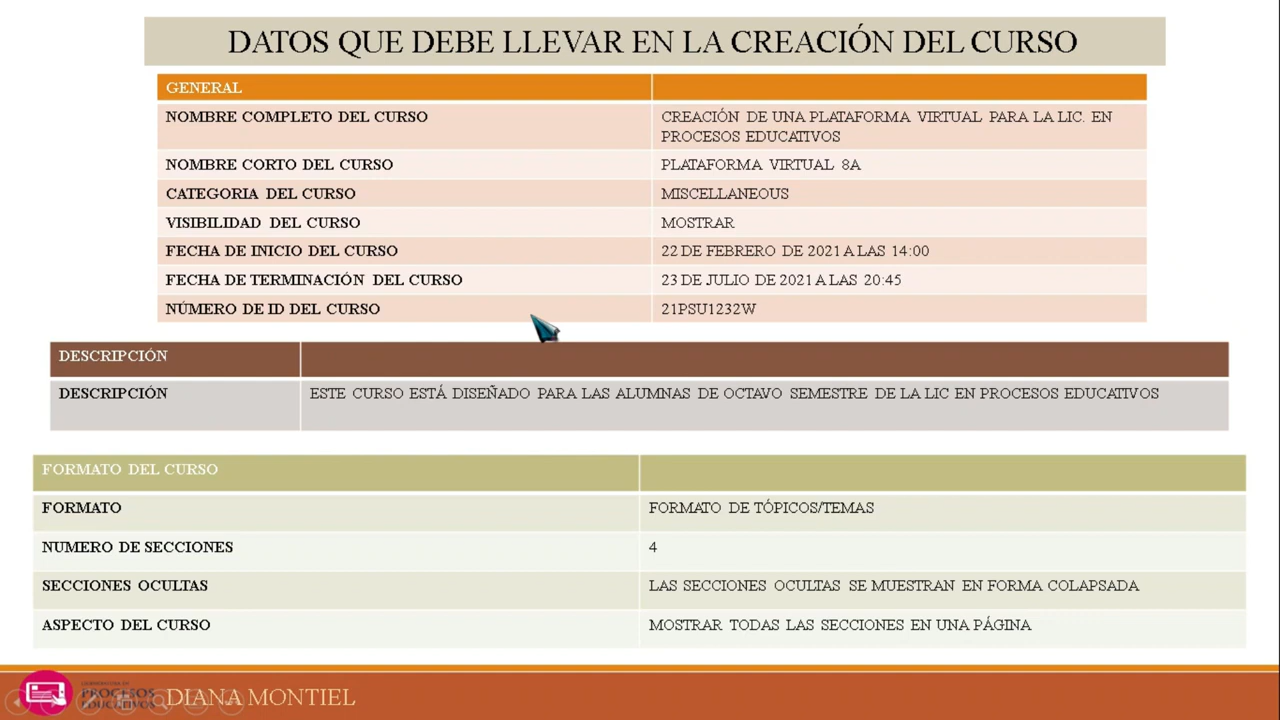 DATOS QUE DEBE LLEVAR EN LA CREACIÓN DEL CURSO
GENERAL
NOMBRE COMPLETO DEL CURSO
CREACIÓN DE UNA PLATAFORMA VIRTUAL PARA LA LIC. EN
PROCESOS EDUCATIVOS
NOMBRE CORTO DEL CURSO
PLATAFORMA VIRTUAL 8A
CATEGORIA DEL CURSO
MISCELLANEOUS
VISIBILIDAD DEL CURSO
MOSTRAR
FECHA DE INICIO DEL CURSO
22 DE FEBRERO DE 2021 A LAS 14:00
FECHA DE TERMINACIÓN DEL CURSO
23 DE JULIO DE 2021 A LAS 20:45
NÚMERO DE ID DEL CURSO
21PSU1232W
DESCRIPCIÓN
DESCRIPCIÓN
ESTE CURSO ESTÁ DISEÑADO PARA LAS ALUMNAS DE OCTAVO SEMESTRE DE LA LIC EN PROCESOS EDUCATIVOS
FORMATO DEL CURSO
FORMATO
FORMATO DE TÓPICOS/TEMAS
NUMERO DE SECCIONES
4
SECCIONES OCULTAS
LAS SECCIONES OCULTAS SE MUESTRAN EN FORMA COLAPSADA
ASPECTO DEL CURSO
MOSTRAR TODAS LAS SECCIONES EN UNA PÁGINA
PROCESOS
EDUCATIVOS
DIANA MONTIEL